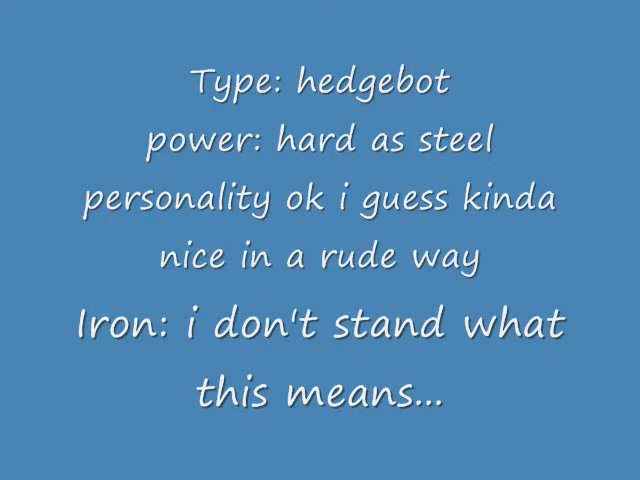 Type: hedgebot
power: hard as steel
personality ok i guess kinda
nice in a rude way
Iron: i don't stand what
this means...